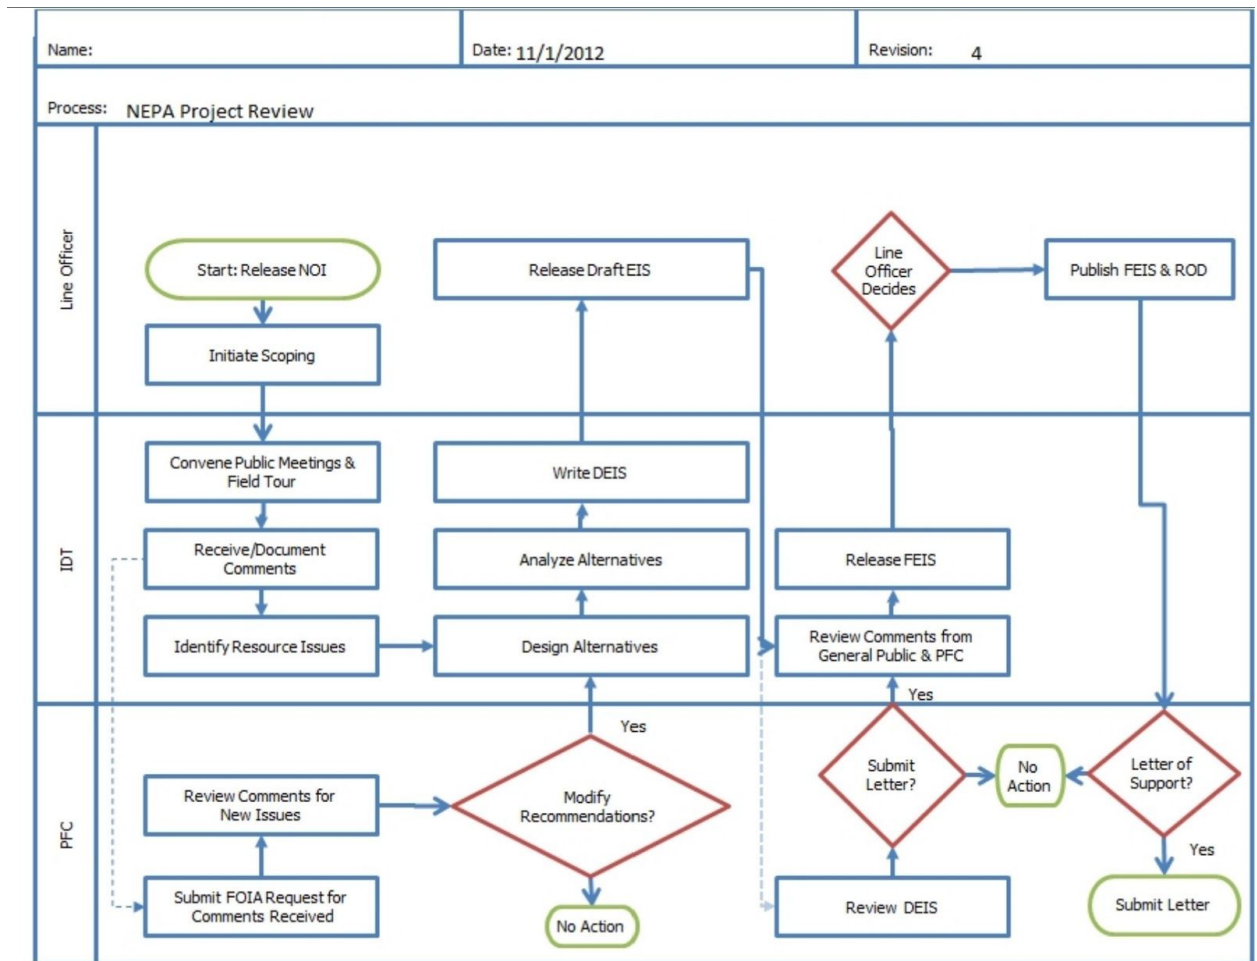 Name:
Date: 11/1/2012
Revision: 4
Process: NEPA Project Review
Line Officer
Start: Release NOI
Initiate Scoping
Release Draft EIS
Line
Officer
Decides
Publish FEIS & ROD
IDT
Convene Public Meetings &
Field Tour
Receive/Document
Comments
Identify Resource Issues
Write DEIS
Analyze Alternatives
Design Alternatives
Release FEIS
Review Comments from
General Public & PFC
Yes
PFC
Review Comments for
New Issues
Submit FOIA Request for
Comments Received
Yes
Modify
Recommendations?
No Action
Submit
Letter?
Review DEIS
No
Action
Letter of
Support?
Yes
Submit Letter